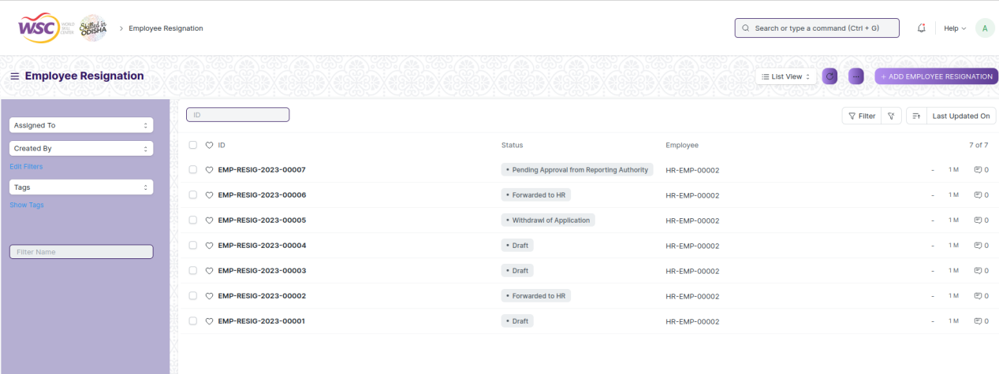 WSC WORLD SKILL CENTER Skilled in ODISHA > Employee Resignation Search or type a command (Ctrl + G) Help A
Employee Resignation List View ... + ADD EMPLOYEE RESIGNATION
Assigned To
Created By
Edit Filters
Tags
Show Tags
Filter Name
ID Filter Last Updated On
ID Status Employee 7 of 7
EMP-RESIG-2023-00007 • Pending Approval from Reporting Authority HR-EMP-00002 - 1 M 0
EMP-RESIG-2023-00006 • Forwarded to HR HR-EMP-00002 - 1 M 0
EMP-RESIG-2023-00005 • Withdrawl of Application HR-EMP-00002 - 1 M 0
EMP-RESIG-2023-00004 • Draft HR-EMP-00002 - 1 M 0
EMP-RESIG-2023-00003 • Draft HR-EMP-00002 - 1 M 0
EMP-RESIG-2023-00002 • Forwarded to HR HR-EMP-00002 - 1 M 0
EMP-RESIG-2023-00001 • Draft HR-EMP-00002 - 1 M 0